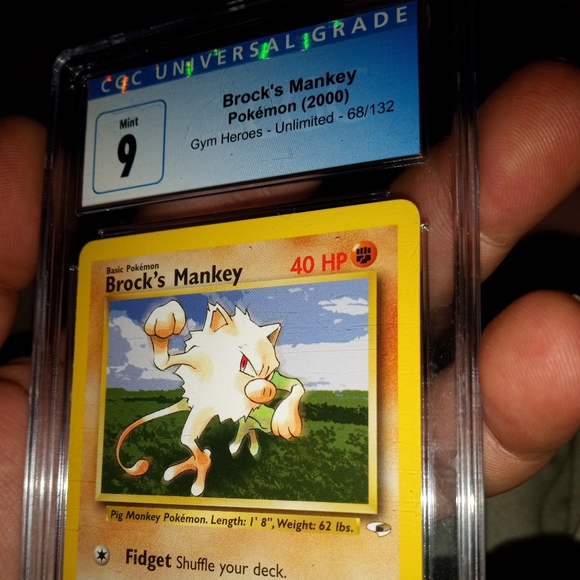 CGC UNIVERSAL GRADE
Mint
9
Brock's Mankey
Pokémon (2000)
Gym Heroes - Unlimited - 68/132
Basic Pokémon
Brock's Mankey
40 HP
Pig Monkey Pokémon. Length: 1' 8", Weight: 62 lbs.
Fidget Shuffle your deck.